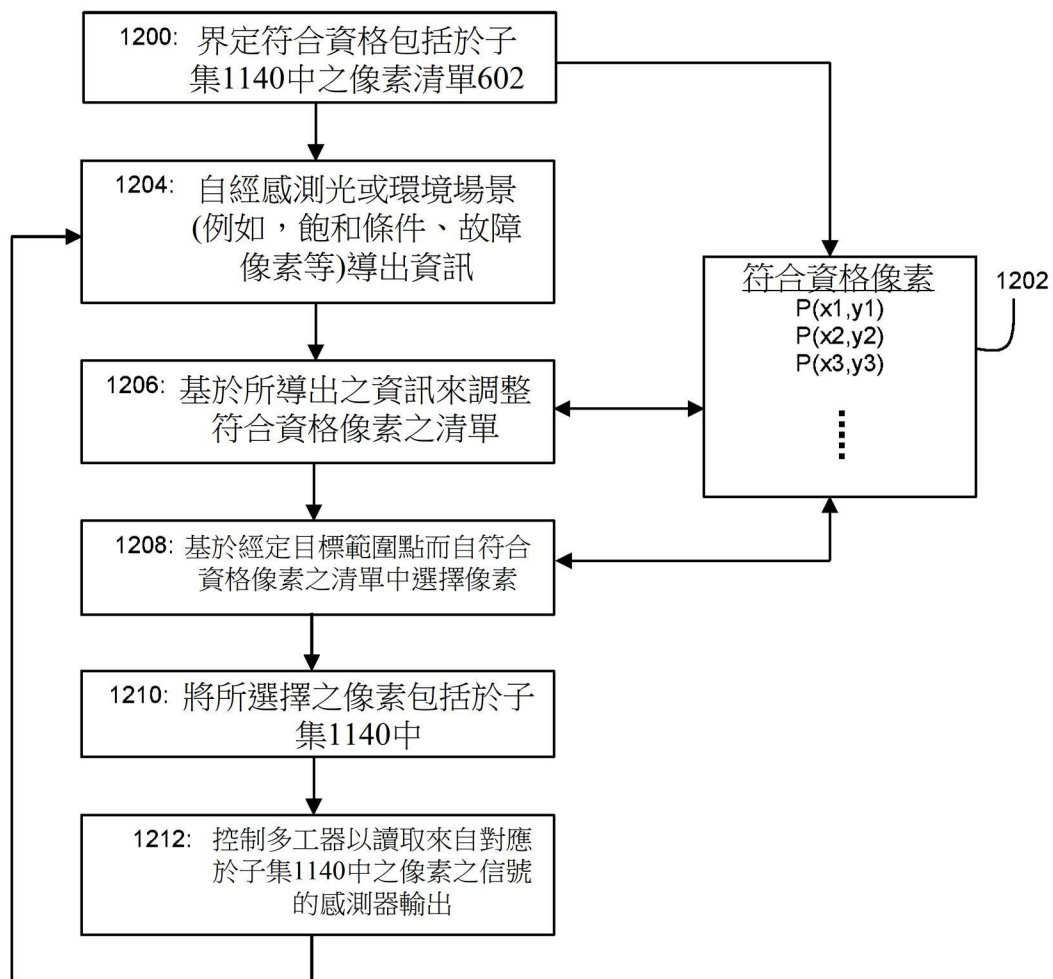 1200: 界定符合資格包括於子
集1140中之像素清單602
1204: 自經感測光或環境場景
(例如，飽和條件、故障
像素等)導出資訊
符合資格像素
P(x1,y1)
P(x2,y2)
P(x3,y3)
1202
1206: 基於所導出之資訊來調整
符合資格像素之清單
1208: 基於經定目標範圍點而自符合
資格像素之清單中選擇像素
1210: 將所選擇之像素包括於子
集1140中
1212: 控制多工器以讀取來自對應
於子集1140中之像素之信號
的感測器輸出